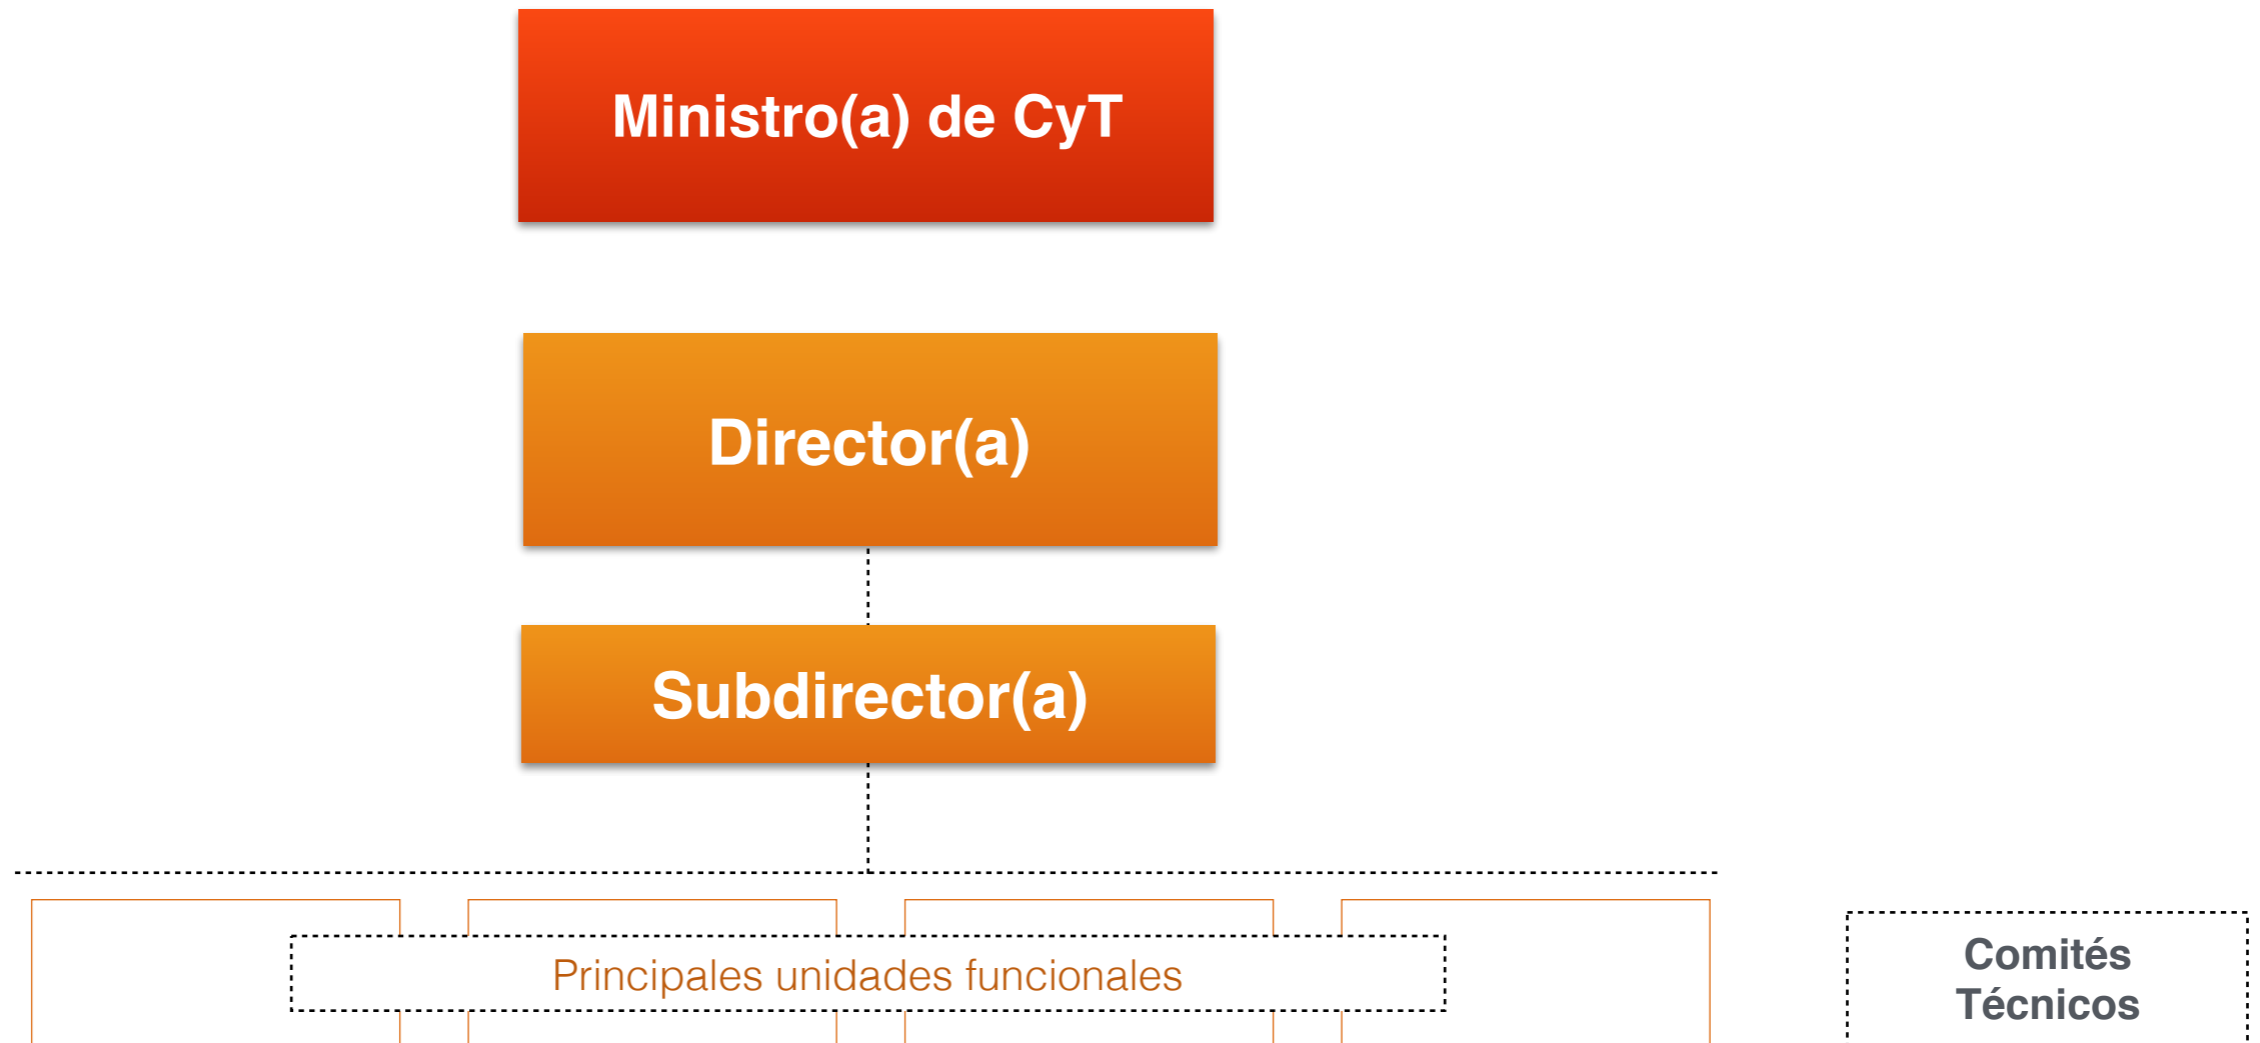 Ministro(a) de CyT
Director(a)
Subdirector(a)
Principales unidades funcionales
Comités
Técnicos